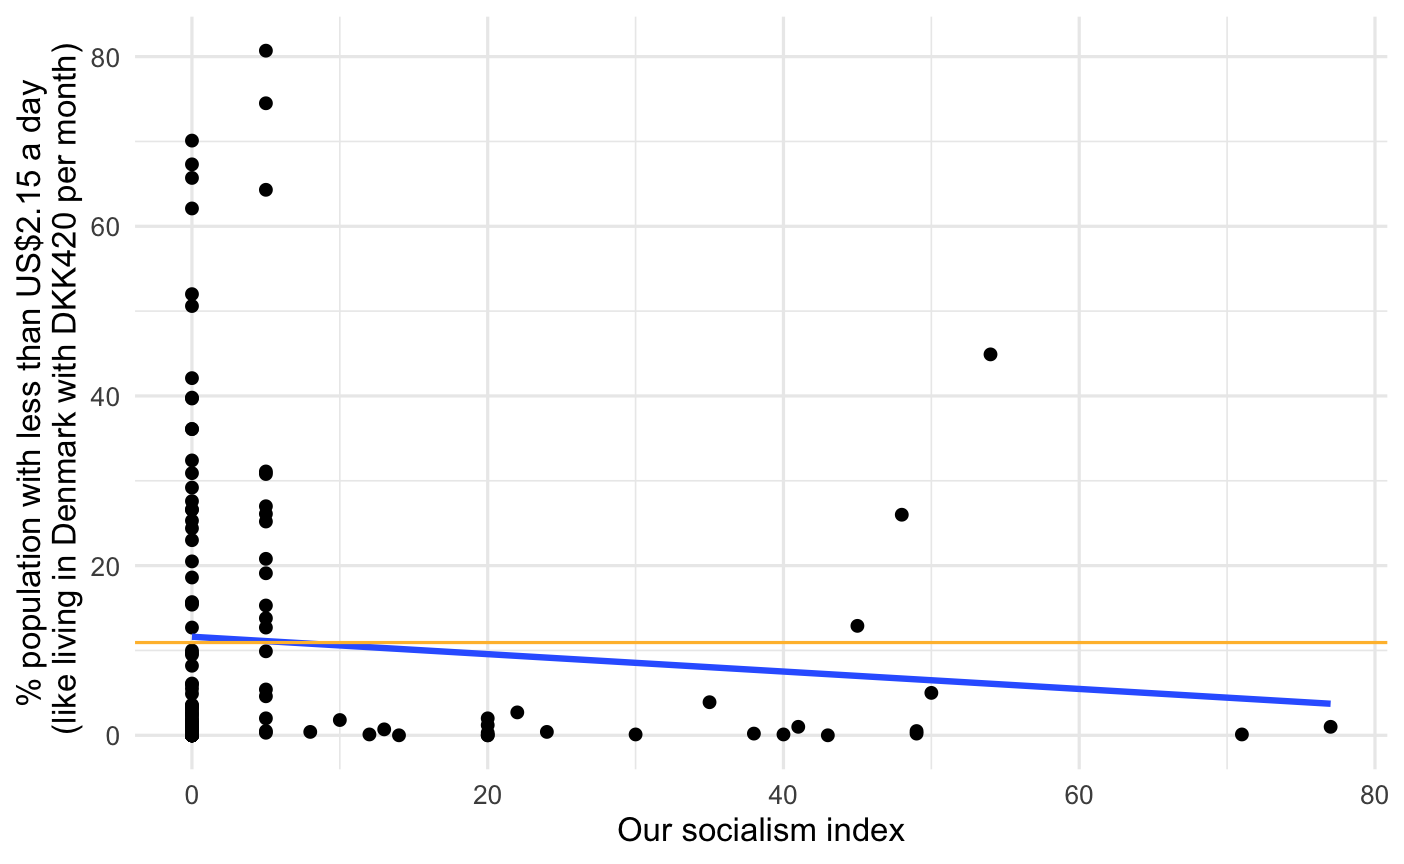 % population with less than US$2.15 a day
(like living in Denmark with DKK420 per month)
80
60
40
20
0
0 20 40 60 80
Our socialism index